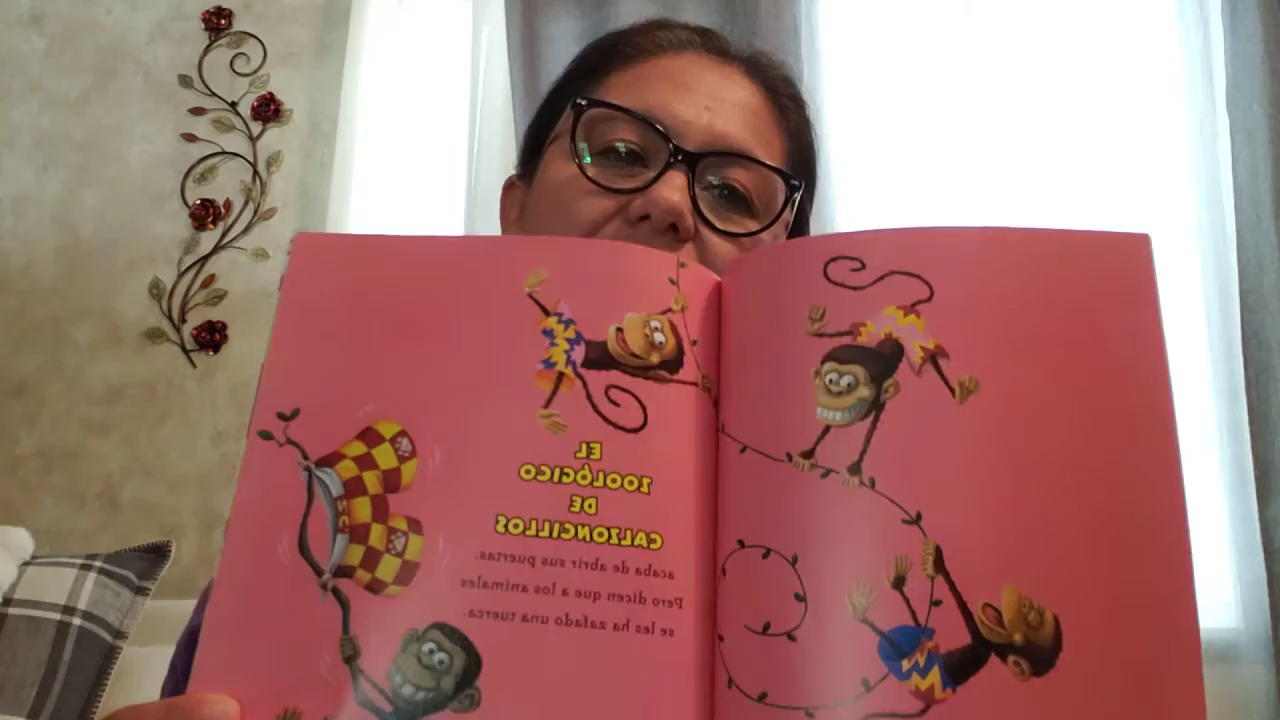 EL
ZOOLÓGICO
DE
CALZONCILLOS
acaba de abrir sus puertas.
Pero dicen que a los animales
se les ha zafado una tuerca.